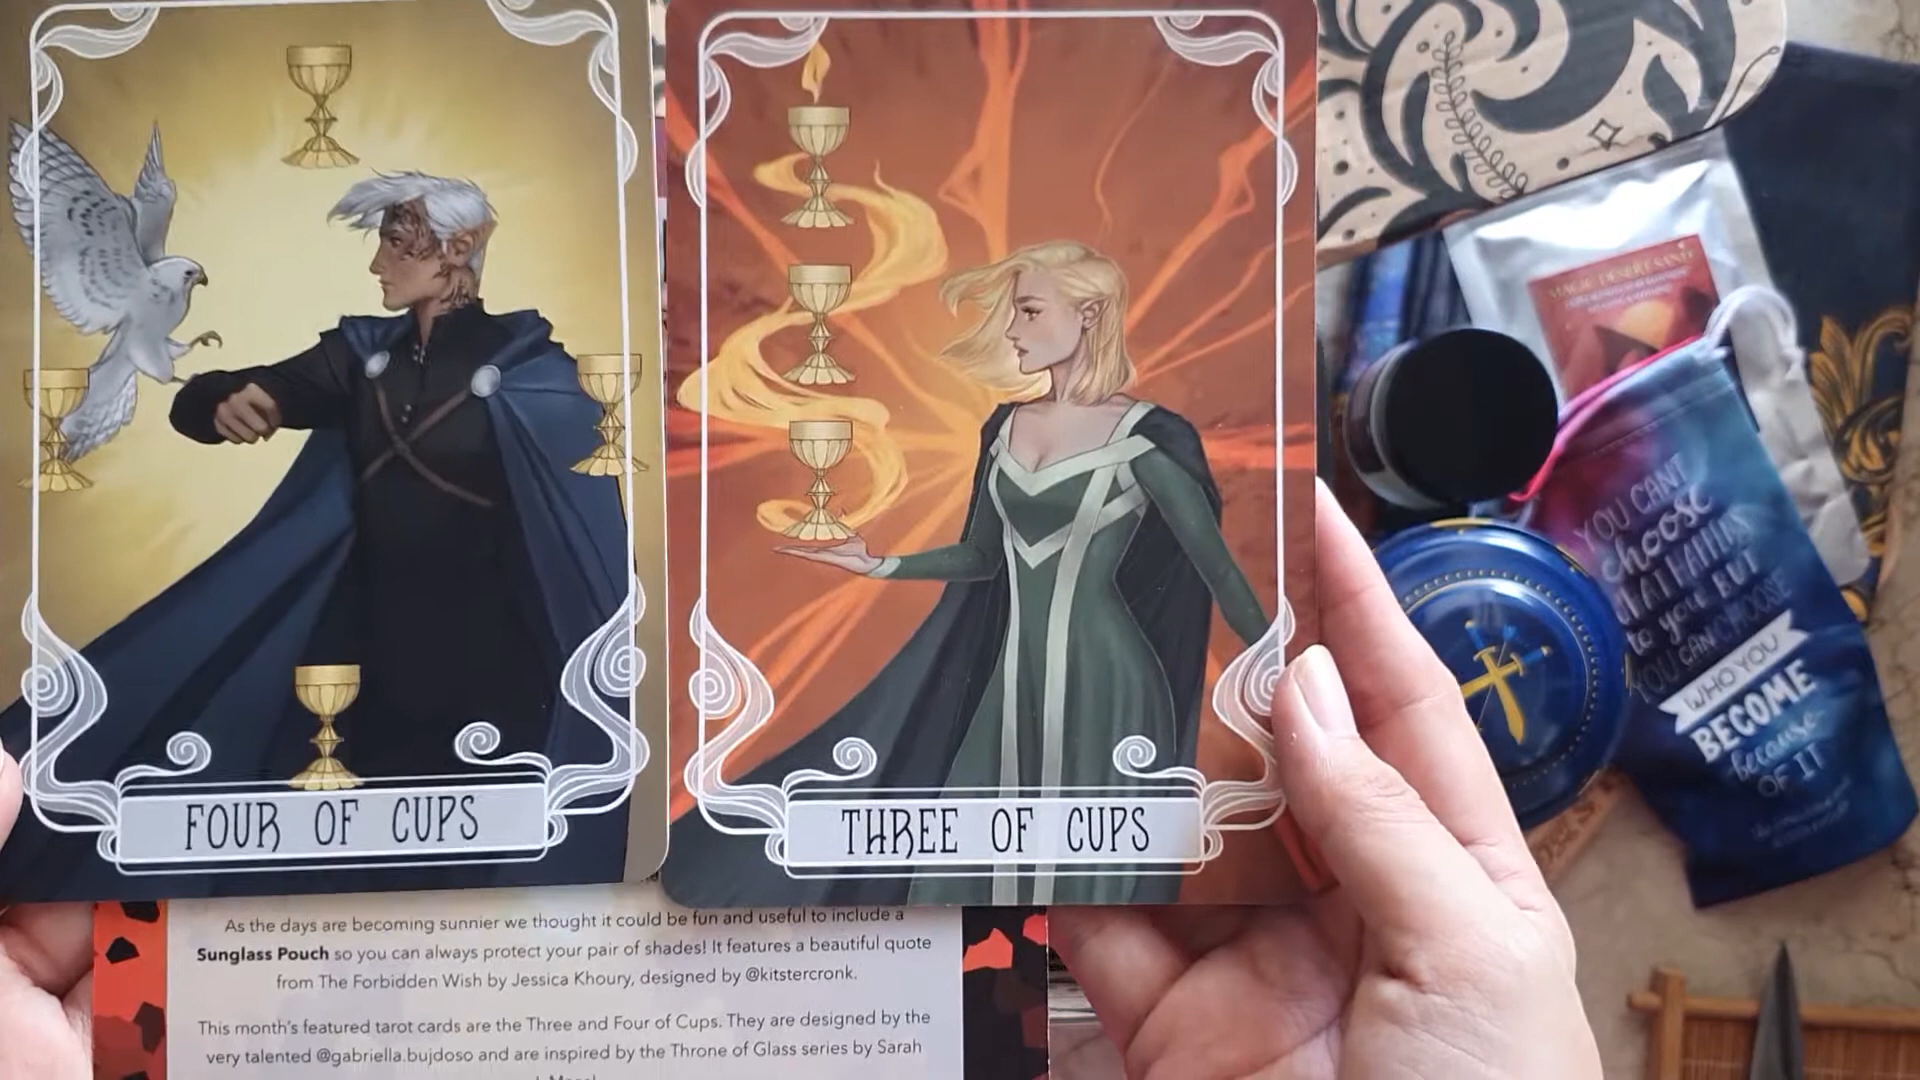 FOUR OF CUPS
THREE OF CUPS
MAGIC DESERT SAND
YOU CAN'T
choose
WHAT HAPPENS
to you BUT
YOU CAN CHOOSE
WHO YOU
BECOME
because
OF IT
As the days are becoming sunnier we thought it could be fun and useful to include a
Sunglass Pouch so you can always protect your pair of shades! It features a beautiful quote
from The Forbidden Wish by Jessica Khoury, designed by @kitstercronk.
This month's featured tarot cards are the Three and Four of Cups. They are designed by the
very talented @gabriella.bujdoso and are inspired by the Throne of Glass series by Sarah